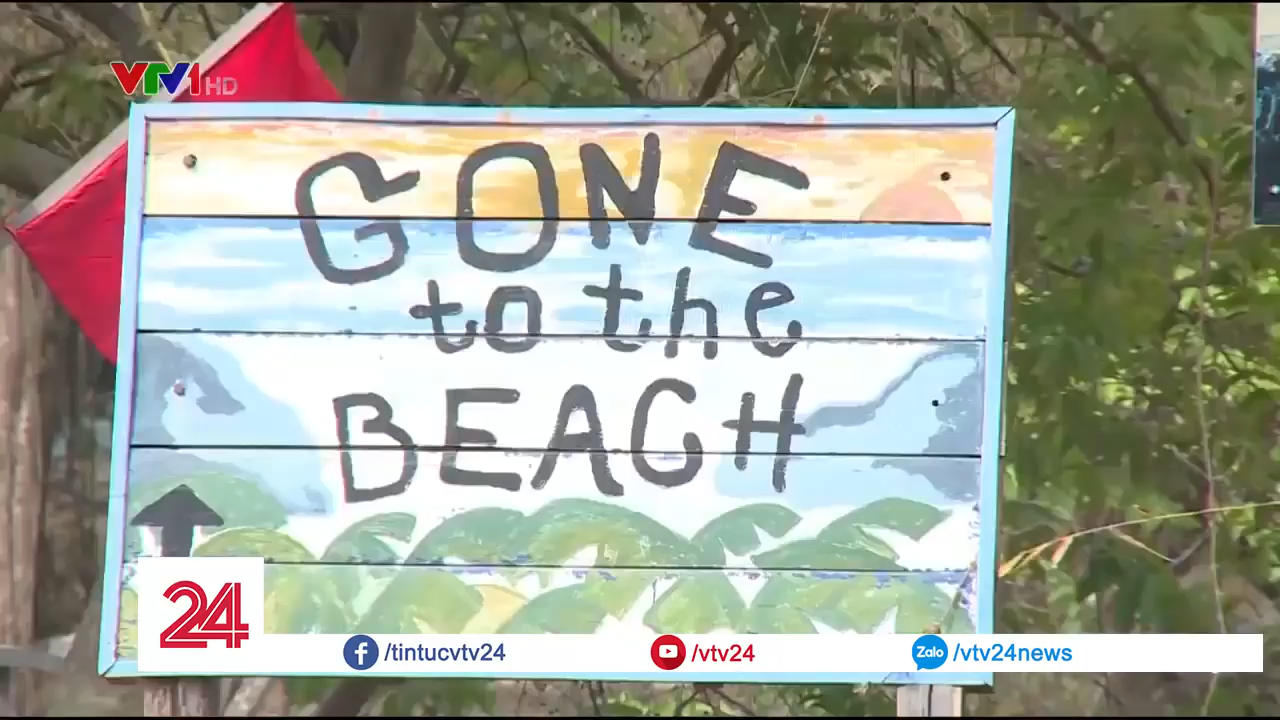 VTV1 HD
GONE
to the
BEACH
24
/tintucvtv24
/vtv24
Zalo /vtv24news